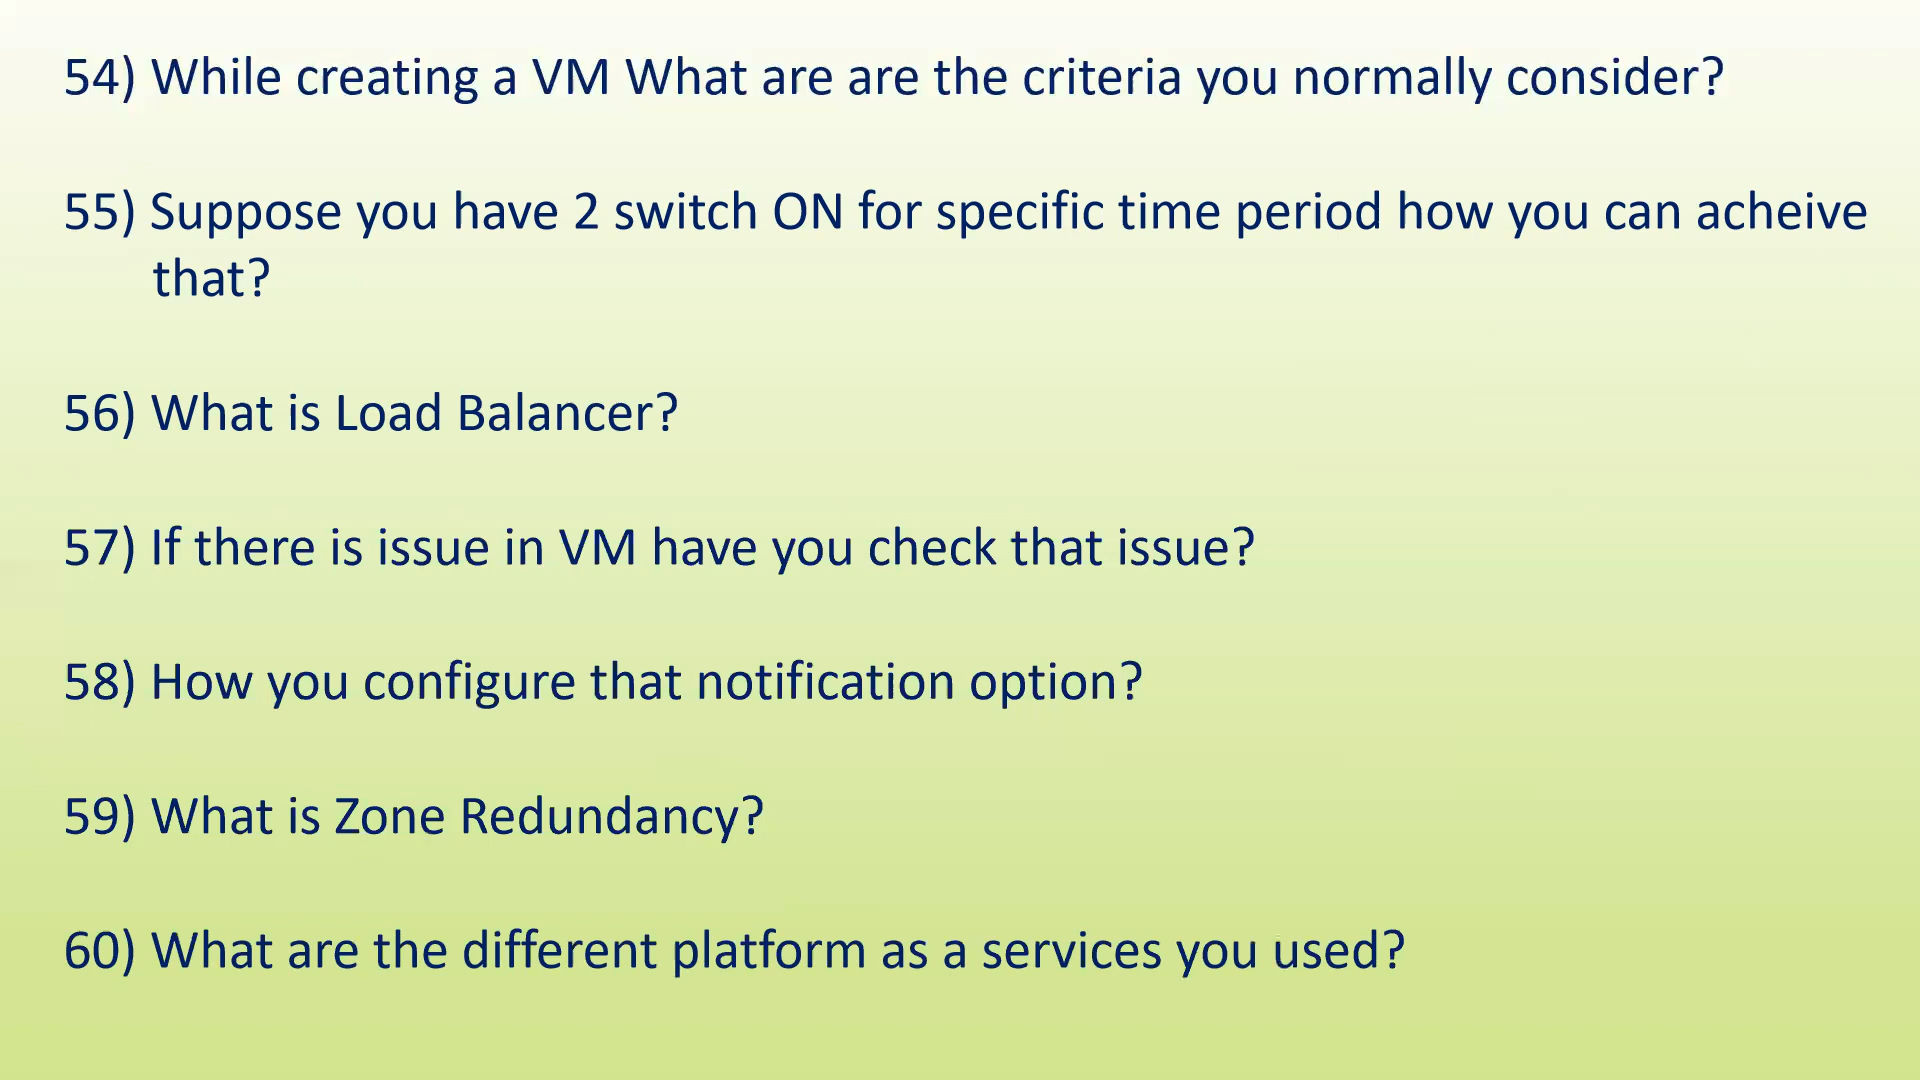 54) While creating a VM What are are the criteria you normally consider?
55) Suppose you have 2 switch ON for specific time period how you can acheive
that?
56) What is Load Balancer?
57) If there is issue in VM have you check that issue?
58) How you configure that notification option?
59) What is Zone Redundancy?
60) What are the different platform as a services you used?